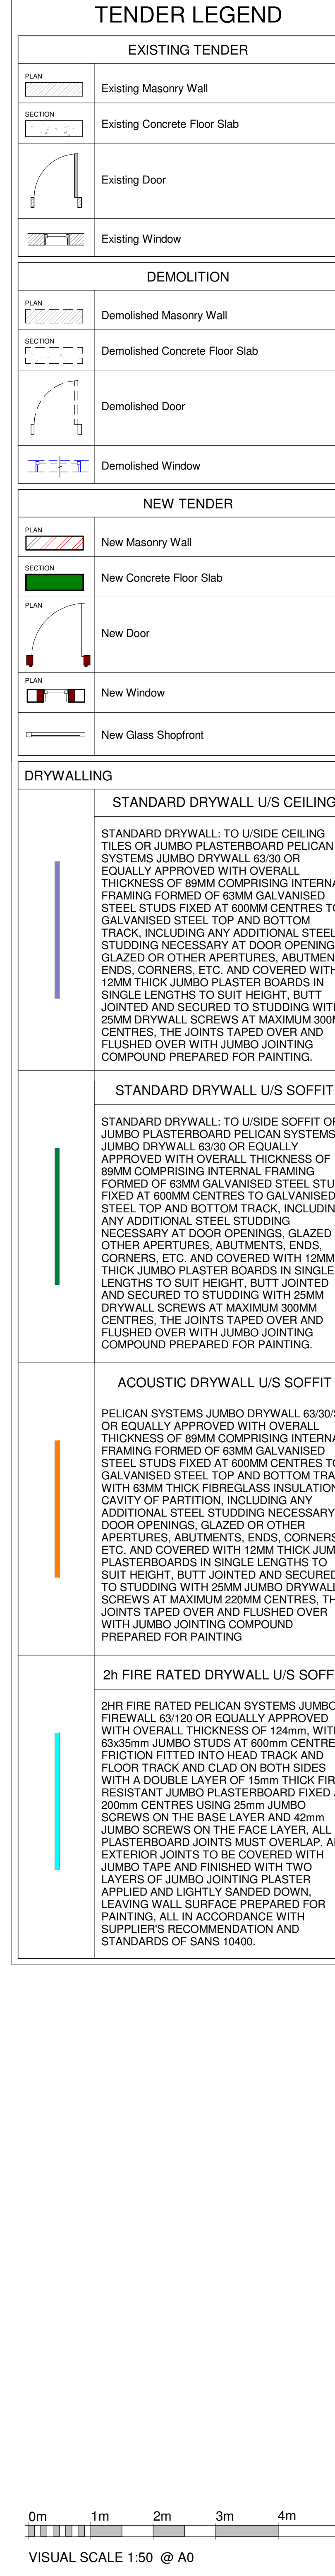 TENDER LEGEND
EXISTING TENDER
PLAN
Existing Masonry Wall
SECTION
Existing Concrete Floor Slab
Existing Door
Existing Window
DEMOLITION
PLAN
Demolished Masonry Wall
SECTION
Demolished Concrete Floor Slab
Demolished Door
Demolished Window
NEW TENDER
PLAN
New Masonry Wall
SECTION
New Concrete Floor Slab
PLAN
New Door
PLAN
New Window
New Glass Shopfront
DRYWALLING
STANDARD DRYWALL U/S CEILING
STANDARD DRYWALL: TO U/SIDE CEILING
TILES OR JUMBO PLASTERBOARD PELICAN
SYSTEMS JUMBO DRYWALL 63/30 OR
EQUALLY APPROVED WITH OVERALL
THICKNESS OF 89MM COMPRISING INTERNA
FRAMING FORMED OF 63MM GALVANISED
STEEL STUDS FIXED AT 600MM CENTRES TO
GALVANISED STEEL TOP AND BOTTOM
TRACK, INCLUDING ANY ADDITIONAL STEEL
STUDDING NECESSARY AT DOOR OPENING
GLAZED OR OTHER APERTURES, ABUTMEN
ENDS, CORNERS, ETC. AND COVERED WITH
12MM THICK JUMBO PLASTER BOARDS IN
SINGLE LENGTHS TO SUIT HEIGHT, BUTT
JOINTED AND SECURED TO STUDDING WITH
25MM DRYWALL SCREWS AT MAXIMUM 300M
CENTRES, THE JOINTS TAPED OVER AND
FLUSHED OVER WITH JUMBO JOINTING
COMPOUND PREPARED FOR PAINTING.
STANDARD DRYWALL U/S SOFFIT
STANDARD DRYWALL: TO U/SIDE SOFFIT OF
JUMBO PLASTERBOARD PELICAN SYSTEMS
JUMBO DRYWALL 63/30 OR EQUALLY
APPROVED WITH OVERALL THICKNESS OF
89MM COMPRISING INTERNAL FRAMING
FORMED OF 63MM GALVANISED STEEL STU
FIXED AT 600MM CENTRES TO GALVANISED
STEEL TOP AND BOTTOM TRACK, INCLUDIN
ANY ADDITIONAL STEEL STUDDING
NECESSARY AT DOOR OPENINGS, GLAZED
OTHER APERTURES, ABUTMENTS, ENDS,
CORNERS, ETC. AND COVERED WITH 12MM
THICK JUMBO PLASTER BOARDS IN SINGLE
LENGTHS TO SUIT HEIGHT, BUTT JOINTED
AND SECURED TO STUDDING WITH 25MM
DRYWALL SCREWS AT MAXIMUM 300MM
CENTRES, THE JOINTS TAPED OVER AND
FLUSHED OVER WITH JUMBO JOINTING
COMPOUND PREPARED FOR PAINTING.
ACOUSTIC DRYWALL U/S SOFFIT
PELICAN SYSTEMS JUMBO DRYWALL 63/30/
OR EQUALLY APPROVED WITH OVERALL
THICKNESS OF 89MM COMPRISING INTERNA
FRAMING FORMED OF 63MM GALVANISED
STEEL STUDS FIXED AT 600MM CENTRES TO
GALVANISED STEEL TOP AND BOTTOM TRA
WITH 63MM THICK FIBREGLASS INSULATION
CAVITY OF PARTITION, INCLUDING ANY
ADDITIONAL STEEL STUDDING NECESSARY
DOOR OPENINGS, GLAZED OR OTHER
APERTURES, ABUTMENTS, ENDS, CORNERS
ETC. AND COVERED WITH 12MM THICK JUM
PLASTERBOARDS IN SINGLE LENGTHS TO
SUIT HEIGHT, BUTT JOINTED AND SECURED
TO STUDDING WITH 25MM JUMBO DRYWALL
SCREWS AT MAXIMUM 220MM CENTRES, TH
JOINTS TAPED OVER AND FLUSHED OVER
WITH JUMBO JOINTING COMPOUND
PREPARED FOR PAINTING
2h FIRE RATED DRYWALL U/S SOFF
2HR FIRE RATED PELICAN SYSTEMS JUMBO
FIREWALL 63/120 OR EQUALLY APPROVED
WITH OVERALL THICKNESS OF 124mm, WIT
63x35mm JUMBO STUDS AT 600mm CENTRE
FRICTION FITTED INTO HEAD TRACK AND
FLOOR TRACK AND CLAD ON BOTH SIDES
WITH A DOUBLE LAYER OF 15mm THICK FIR
RESISTANT JUMBO PLASTERBOARD FIXED A
200mm CENTRES USING 25mm JUMBO
SCREWS ON THE BASE LAYER AND 42mm
JUMBO SCREWS ON THE FACE LAYER, ALL
PLASTERBOARD JOINTS MUST OVERLAP. A
EXTERIOR JOINTS TO BE COVERED WITH
JUMBO TAPE AND FINISHED WITH TWO
LAYERS OF JUMBO JOINTING PLASTER
APPLIED AND LIGHTLY SANDED DOWN,
LEAVING WALL SURFACE PREPARED FOR
PAINTING, ALL IN ACCORDANCE WITH
SUPPLIER'S RECOMMENDATION AND
STANDARDS OF SANS 10400.
0m 1m 2m 3m 4m
VISUAL SCALE 1:50 @ A0